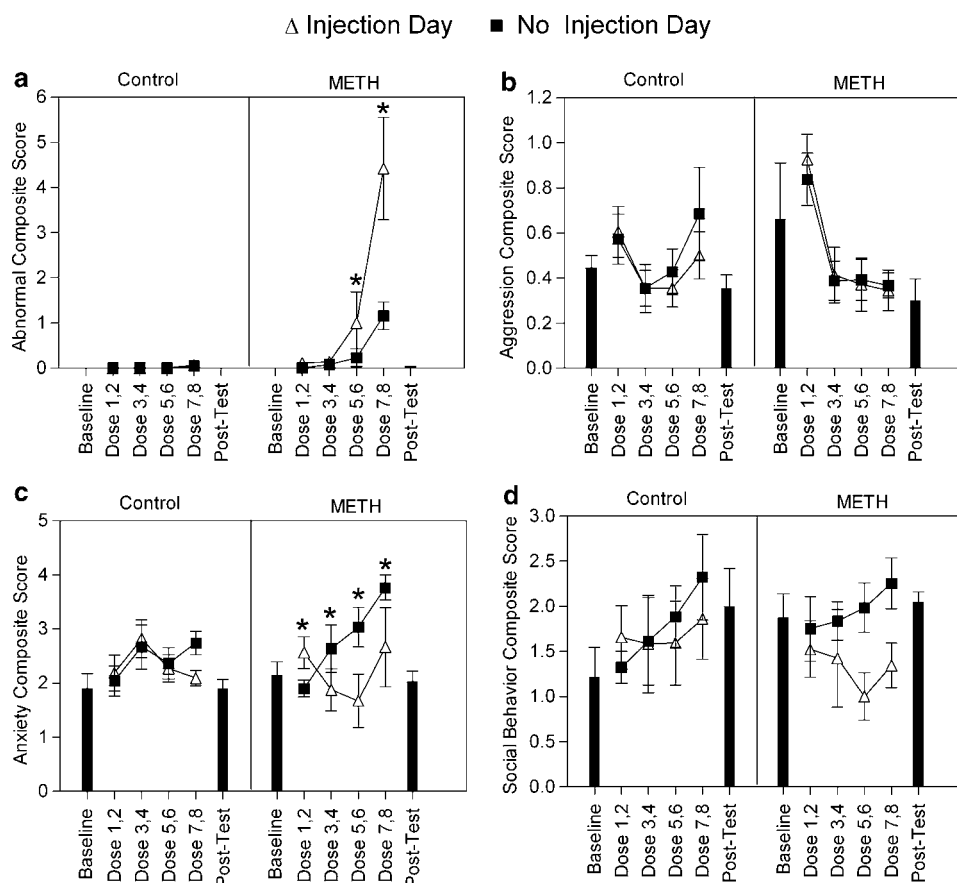 Δ Injection Day ■ No Injection Day
a
Control
METH
Abnormal Composite Score
6
5
4
3
2
1
0
*
*
Baseline
Dose 1,2
Dose 3,4
Dose 5,6
Dose 7,8
Post-Test
Baseline
Dose 1,2
Dose 3,4
Dose 5,6
Dose 7,8
Post-Test
b
Control
METH
Aggression Composite Score
1.2
1.0
0.8
0.6
0.4
0.2
0.0
Baseline
Dose 1,2
Dose 3,4
Dose 5,6
Dose 7,8
Post-Test
Baseline
Dose 1,2
Dose 3,4
Dose 5,6
Dose 7,8
Post-Test
c
Control
METH
Anxiety Composite Score
5
4
3
2
1
0
*
*
*
*
Baseline
Dose 1,2
Dose 3,4
Dose 5,6
Dose 7,8
Post-Test
Baseline
Dose 1,2
Dose 3,4
Dose 5,6
Dose 7,8
Post-Test
d
Control
METH
Social Behavior Composite Score
3.0
2.5
2.0
1.5
1.0
0.5
0.0
Baseline
Dose 1,2
Dose 3,4
Dose 5,6
Dose 7,8
Post-Test
Baseline
Dose 1,2
Dose 3,4
Dose 5,6
Dose 7,8
Post-Test